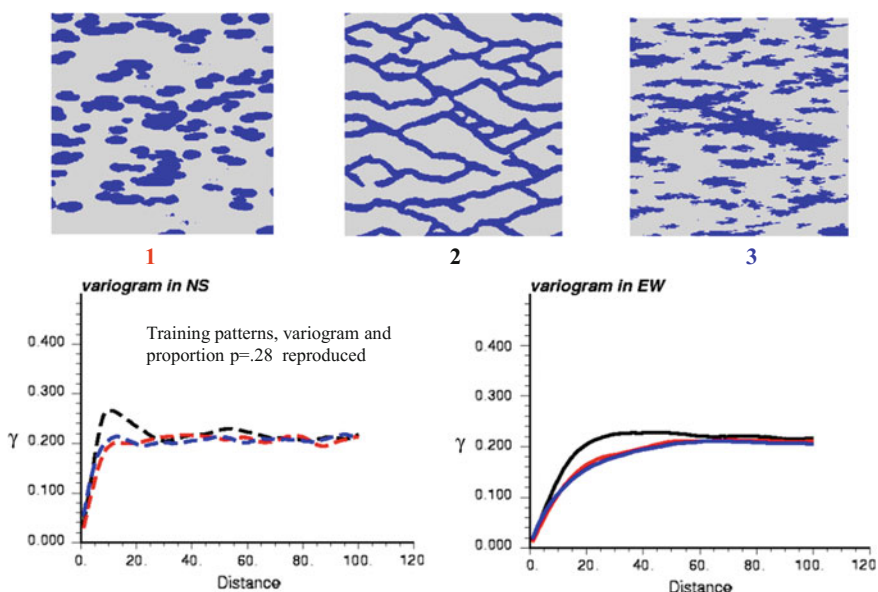 1
2
3
variogram in NS
Training patterns, variogram and
proportion p=.28 reproduced
γ
0.400
0.300
0.200
0.100
0.000
0. 20. 40. 60. 80. 100. 120
Distance
variogram in EW
γ
0.400
0.300
0.200
0.100
0.000
0. 20. 40. 60. 80. 100. 120
Distance